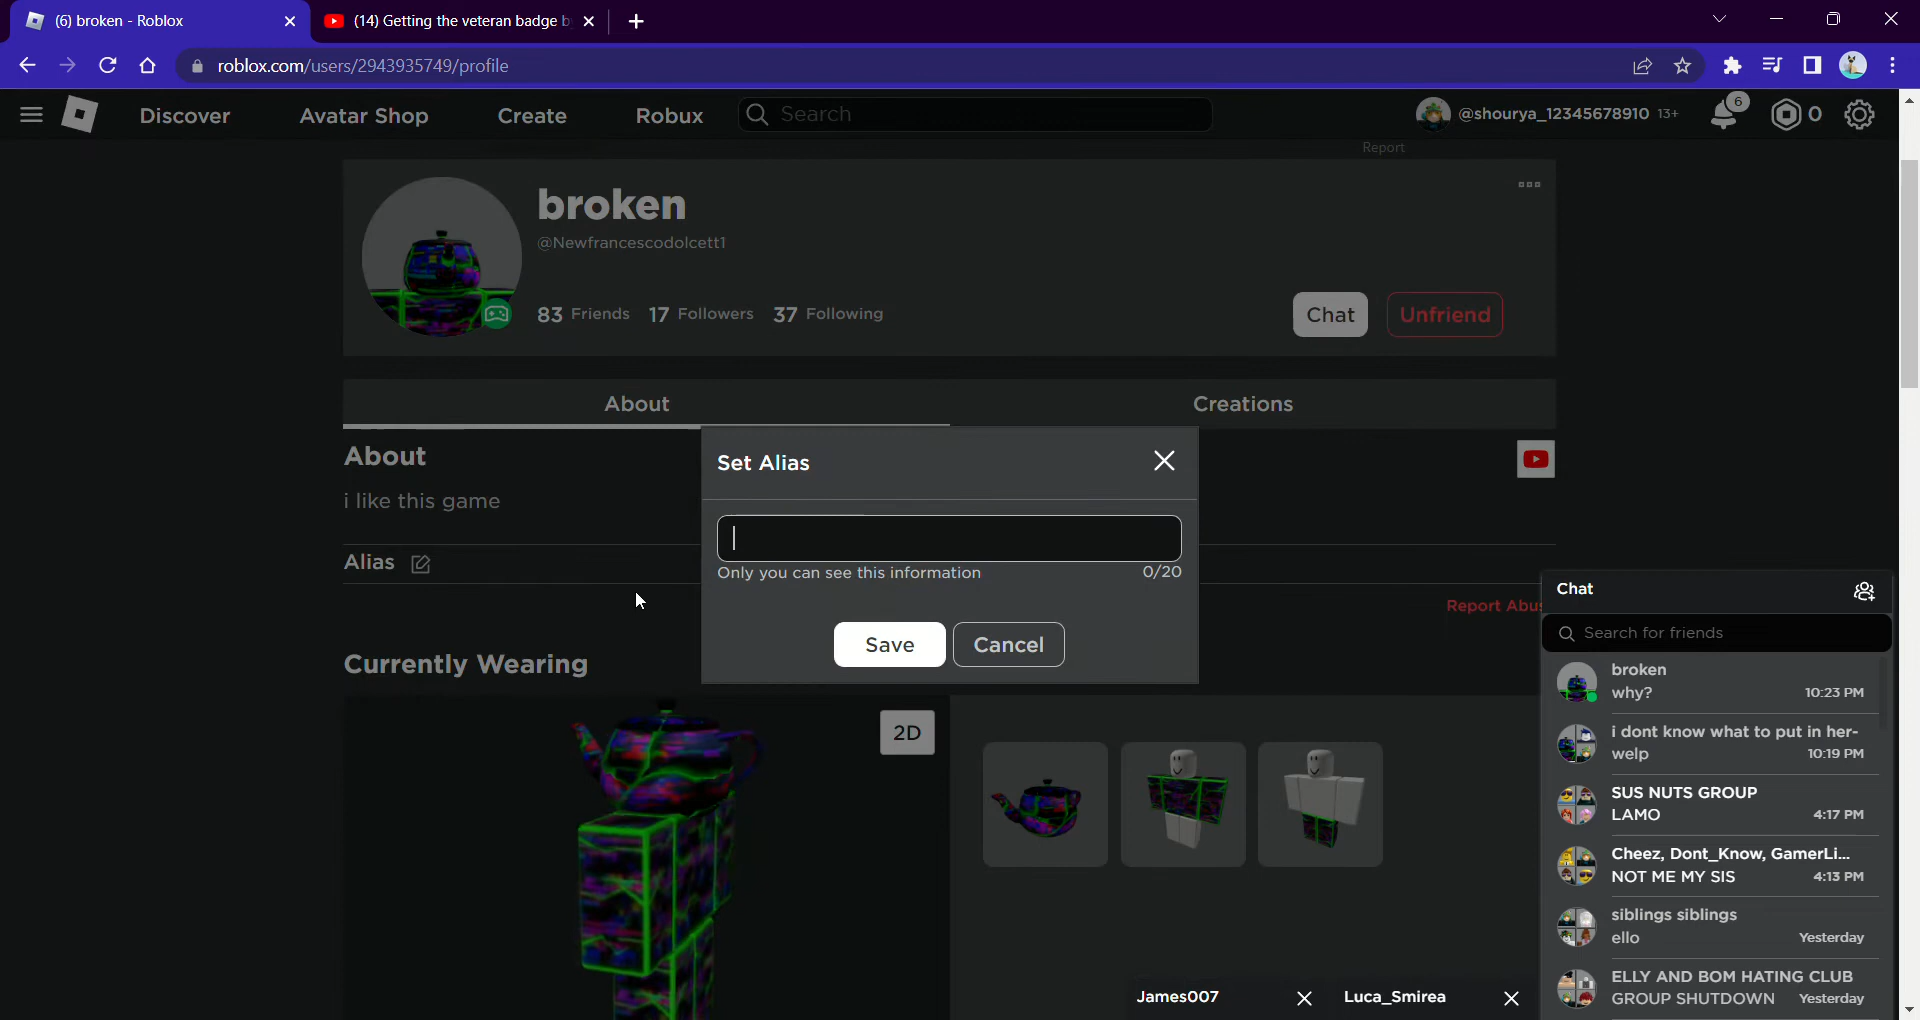 (6) broken - Roblox
(14) Getting the veteran badge b
roblox.com/users/2943935749/profile
Discover
Avatar Shop
Create
Robux
Search
@shourya_12345678910 13+
6
0
Report
broken
@Newfrancescodolcett1
83 Friends 17 Followers 37 Following
Chat
Unfriend
About
Creations
About
i like this game
Alias
Set Alias
Only you can see this information
0/20
Save
Cancel
Report Abus
Currently Wearing
2D
Chat
Search for friends
broken
why? 10:23 PM
i dont know what to put in her-
welp 10:19 PM
SUS NUTS GROUP
LAMO 4:17 PM
Cheez, Dont_Know, GamerLi...
NOT ME MY SIS 4:13 PM
siblings siblings
ello Yesterday
ELLY AND BOM HATING CLUB
GROUP SHUTDOWN Yesterday
James007
Luca_Smirea